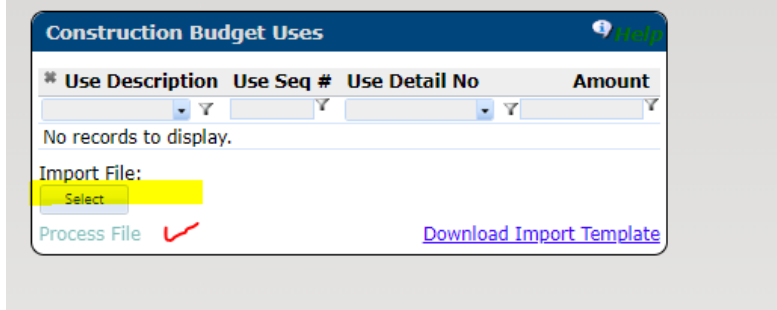 Construction Budget Uses Help
Use Description Use Seq # Use Detail No Amount
No records to display.
Import File:
Select
Process File Download Import Template